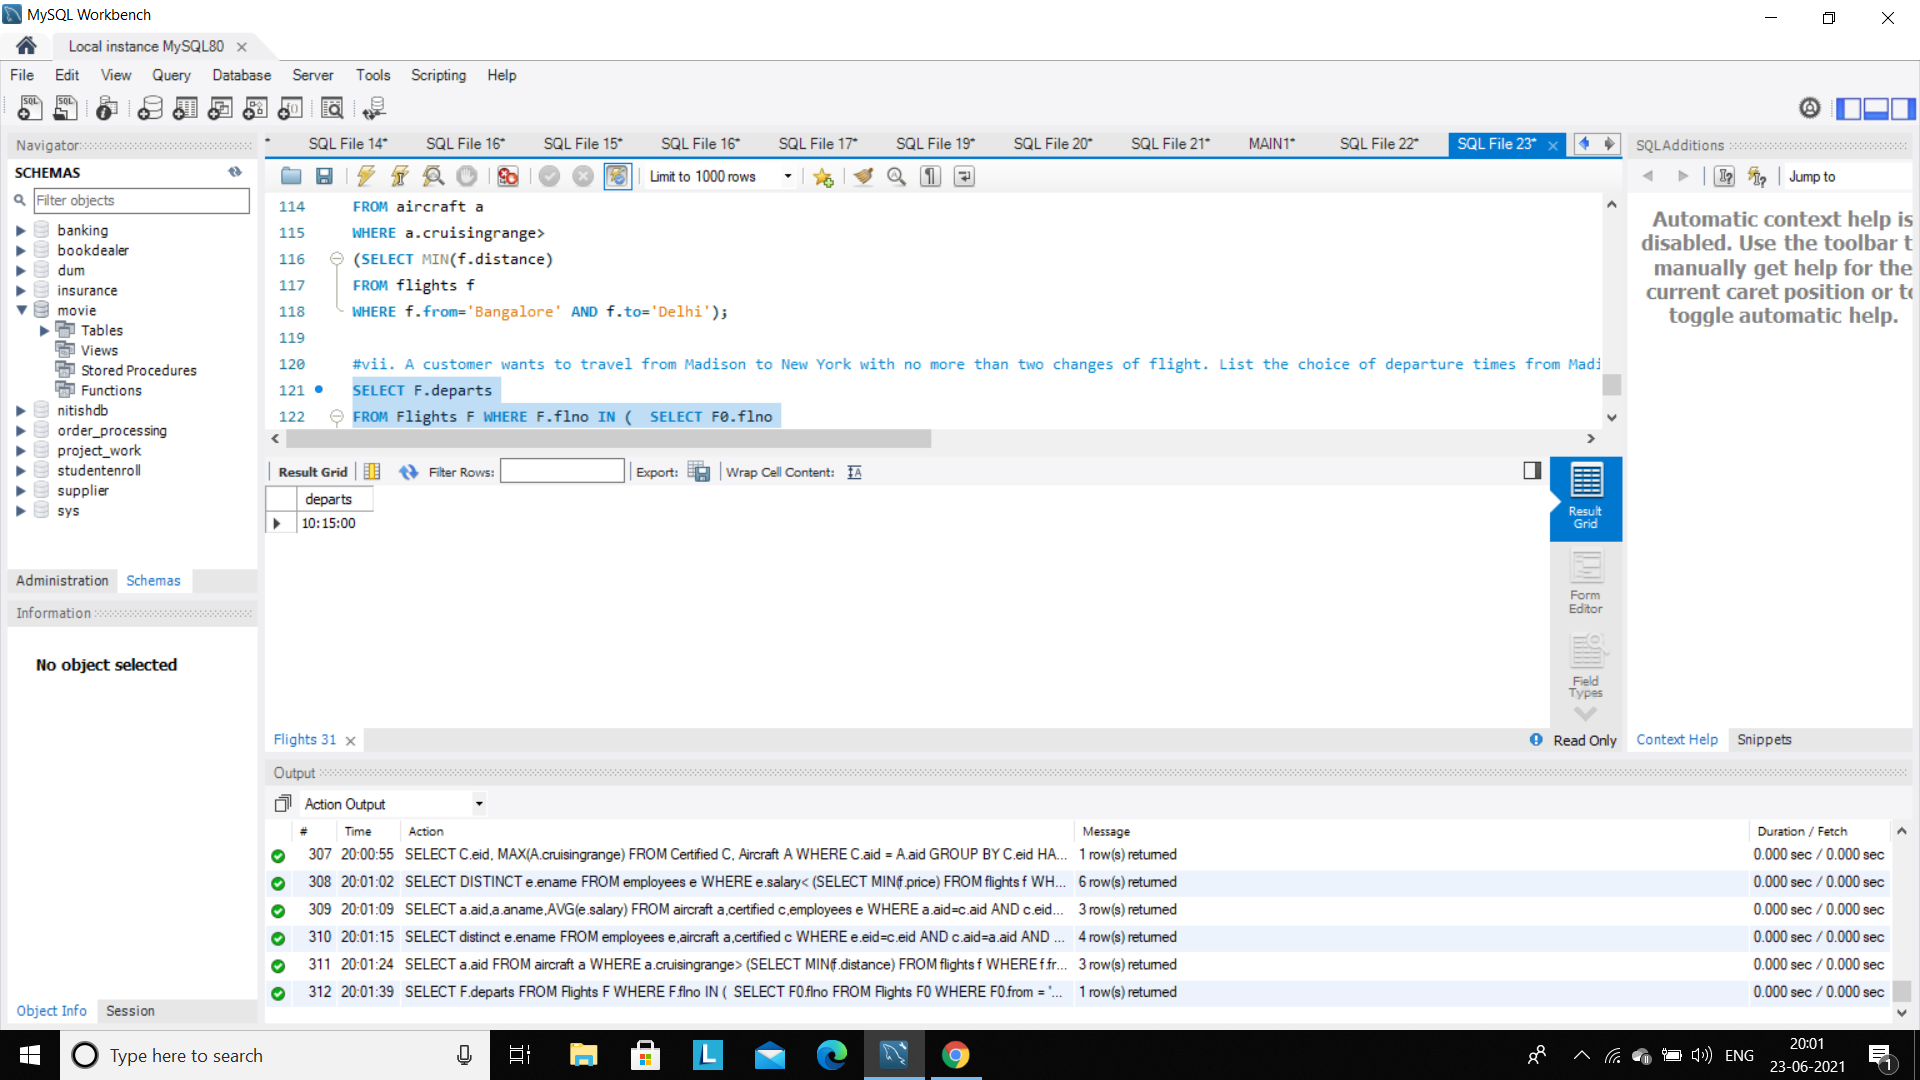 MySQL Workbench
Local instance MySQL80
File Edit View Query Database Server Tools Scripting Help
Navigator
SCHEMAS
Filter objects
banking
bookdealer
dum
insurance
movie
Tables
Views
Stored Procedures
Functions
nitishdb
order_processing
project_work
studentenroll
supplier
sys
Administration Schemas
Information
No object selected
Object Info Session
* SQL File 14* SQL File 16* SQL File 15* SQL File 16* SQL File 17* SQL File 19* SQL File 20* SQL File 21* MAIN1* SQL File 22* SQL File 23*
Limit to 1000 rows
114 FROM aircraft a
115 WHERE a.cruisingrange>
116 (SELECT MIN(f.distance)
117 FROM flights f
118 WHERE f.from='Bangalore' AND f.to='Delhi');
119
120 #vii. A customer wants to travel from Madison to New York with no more than two changes of flight. List the choice of departure times from Madi
121 SELECT F.departs
122 FROM Flights F WHERE F.flno IN ( SELECT F0.flno
Result Grid Filter Rows: Export: Wrap Cell Content:
departs
10:15:00
Result Grid
Form Editor
Field Types
Flights 31
Read Only
SQLAdditions
Jump to
Automatic context help is
disabled. Use the toolbar t
manually get help for the
current caret position or to
toggle automatic help.
Context Help Snippets
Output
Action Output
# Time Action Message Duration / Fetch
307 20:00:55 SELECT C.eid, MAX(A.cruisingrange) FROM Certified C, Aircraft A WHERE C.aid = A.aid GROUP BY C.eid HA... 1 row(s) returned 0.000 sec / 0.000 sec
308 20:01:02 SELECT DISTINCT e.ename FROM employees e WHERE e.salary< (SELECT MIN(f.price) FROM flights f WH... 6 row(s) returned 0.000 sec / 0.000 sec
309 20:01:09 SELECT a.aid,a.aname,AVG(e.salary) FROM aircraft a,certified c,employees e WHERE a.aid=c.aid AND c.eid... 3 row(s) returned 0.000 sec / 0.000 sec
310 20:01:15 SELECT distinct e.ename FROM employees e,aircraft a,certified c WHERE e.eid=c.eid AND c.aid=a.aid AND ... 4 row(s) returned 0.000 sec / 0.000 sec
311 20:01:24 SELECT a.aid FROM aircraft a WHERE a.cruisingrange> (SELECT MIN(f.distance) FROM flights f WHERE f.fr... 3 row(s) returned 0.000 sec / 0.000 sec
312 20:01:39 SELECT F.departs FROM Flights F WHERE F.flno IN ( SELECT F0.flno FROM Flights F0 WHERE F0.from = '... 1 row(s) returned 0.000 sec / 0.000 sec
Type here to search
ENG
20:01
23-06-2021
1